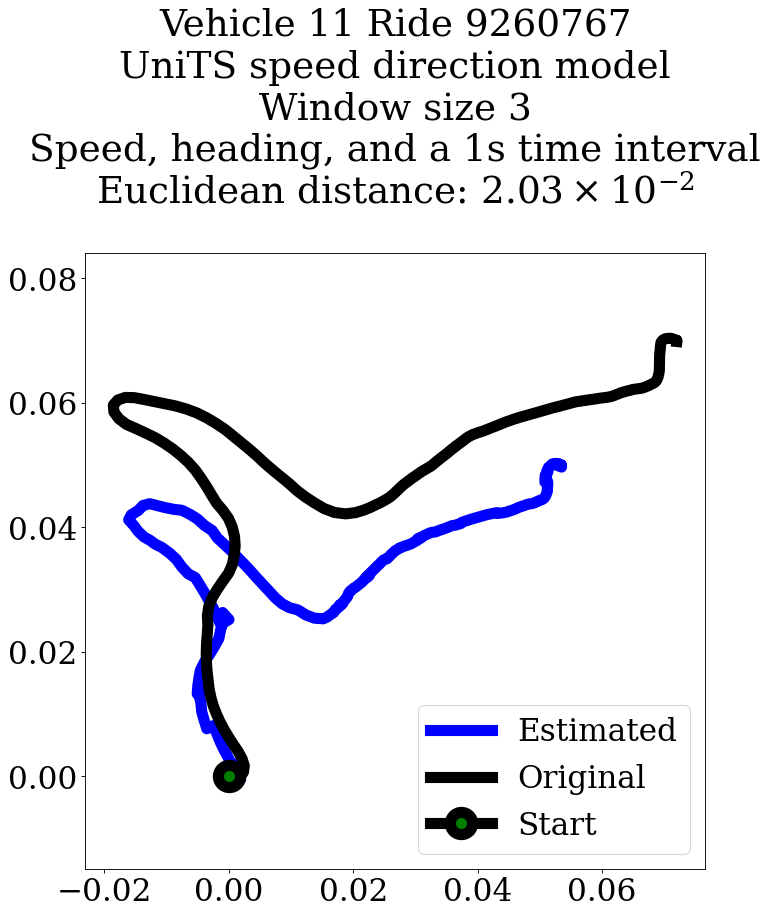 Vehicle 11 Ride 9260767
UniTS speed direction model
Window size 3
Speed, heading, and a 1s time interval
Euclidean distance: 2.03 × 10⁻²
0.08
0.06
0.04
0.02
0.00
Estimated
Original
Start
−0.02 0.00 0.02 0.04 0.06